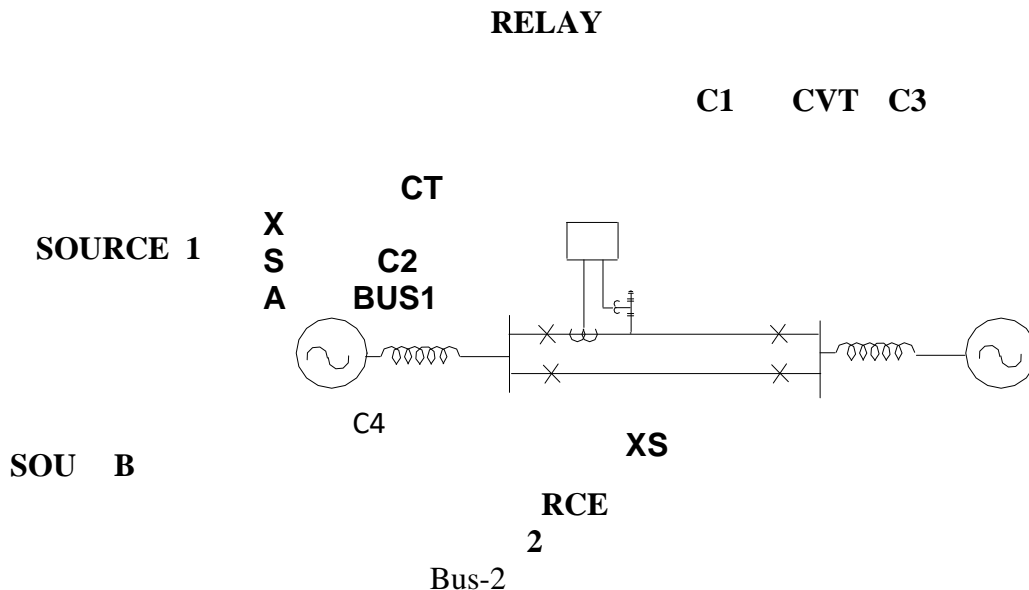 RELAY
C1 CVT C3
CT
X
SOURCE 1
S C2
A BUS1
C4
XS
SOU B
RCE
2
Bus-2